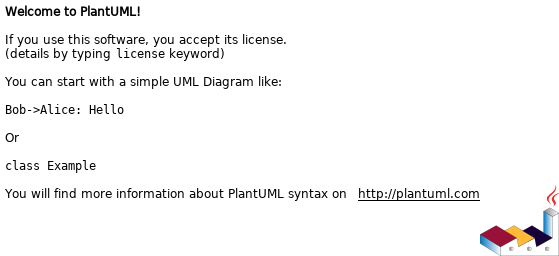 Welcome to PlantUML!
If you use this software, you accept its license.
(details by typing license keyword)
You can start with a simple UML Diagram like:
Bob->Alice: Hello
Or
class Example
You will find more information about PlantUML syntax on http://plantuml.com